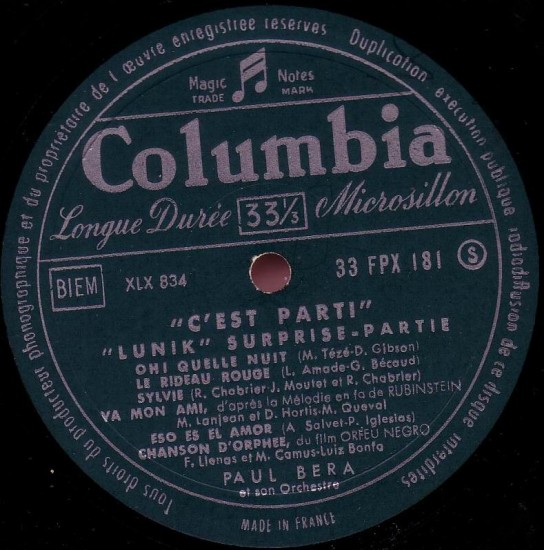 Tous droits du producteur phonographique et du propriétaire de l'œuvre enregistrée réservés Duplication exécution publique radiodiffusion de ce disque interdites
Magic Notes
TRADE MARK
Columbia
Longue Durée 33⅓ Microsillon
BIEM XLX 834 33 FPX 181 S
"C'EST PARTI"
"LUNIK" SURPRISE-PARTIE
OH! QUELLE NUIT (M. Tézé-D. Gibson)
LE RIDEAU ROUGE (L. Amade-G. Bécaud)
SYLVIE (R. Chabrier-J. Moutet et R. Chabrier)
VA MON AMI, d'après la Mélodie en fa de RUBINSTEIN
M. Lanjean et D. Hortis-M. Queval
ESO ES EL AMOR (A. Salvet-P. Iglesias)
CHANSON D'ORPHEE, du film ORFEU NEGRO
F. Llenas et M. Camus-Luiz Bonfa
PAUL BERA
et son Orchestre
MADE IN FRANCE